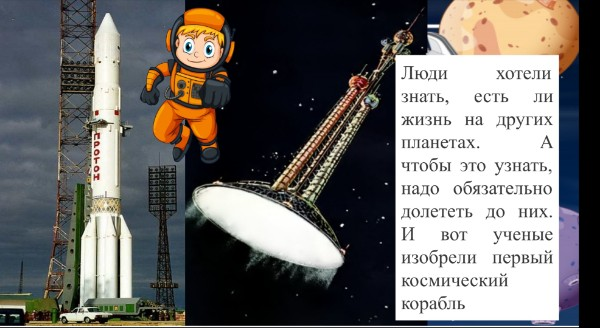 ПРОТОН
Люди хотели
знать, есть ли
жизнь на других
планетах. А
чтобы это узнать,
надо обязательно
долететь до них.
И вот ученые
изобрели первый
космический
корабль